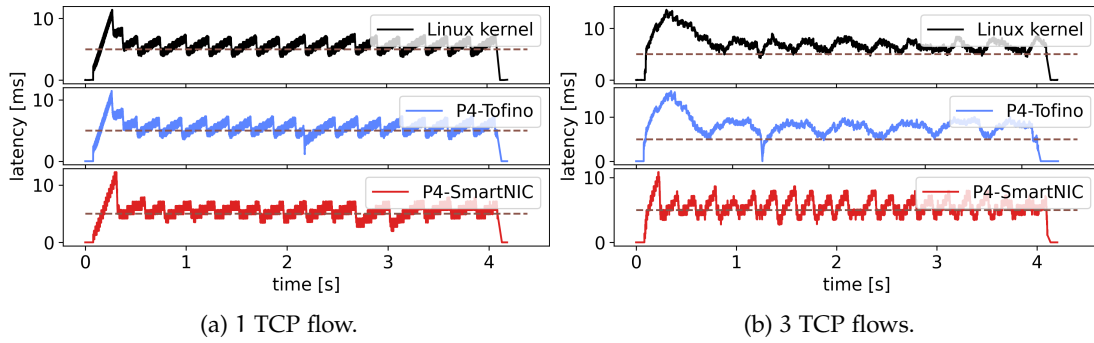 latency [ms]
10
0
Linux kernel
10
0
P4-Tofino
10
0
P4-SmartNIC
0
1
2
3
4
time [s]
(a) 1 TCP flow.
latency [ms]
10
0
Linux kernel
10
0
P4-Tofino
10
0
P4-SmartNIC
0
1
2
3
4
time [s]
(b) 3 TCP flows.